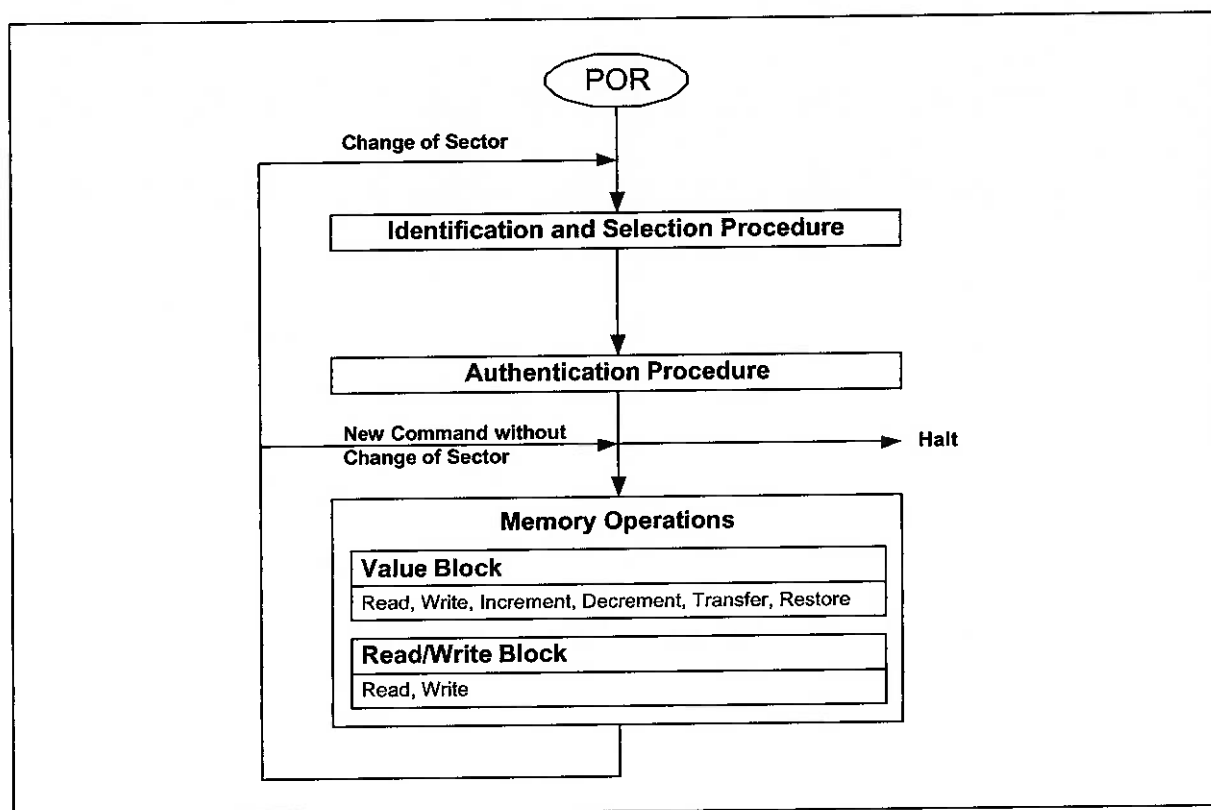 POR
Change of Sector
Identification and Selection Procedure
Authentication Procedure
New Command without
Change of Sector
Halt
Memory Operations
Value Block
Read, Write, Increment, Decrement, Transfer, Restore
Read/Write Block
Read, Write